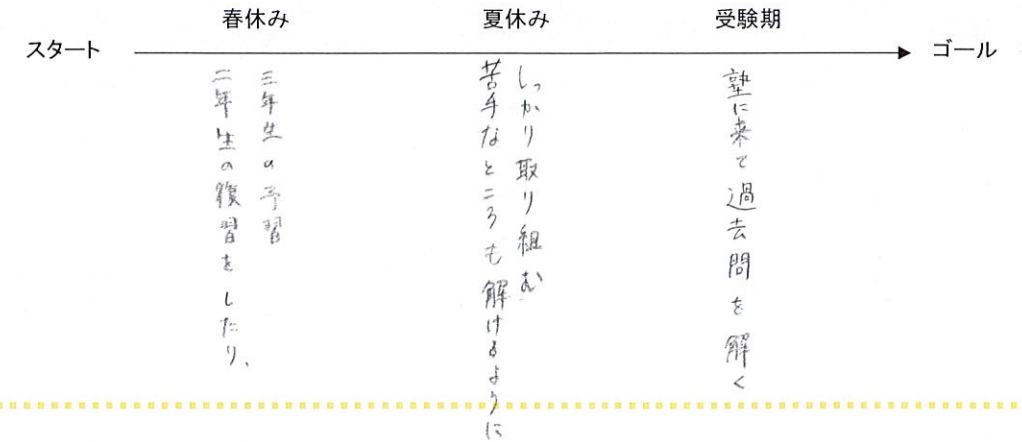 春休み
夏休み
受験期
スタート
ゴール
二年生の復習をしたり、
三年生の予習
苦手なところも解けるように
しっかり取り組む
塾に来て過去問を解く